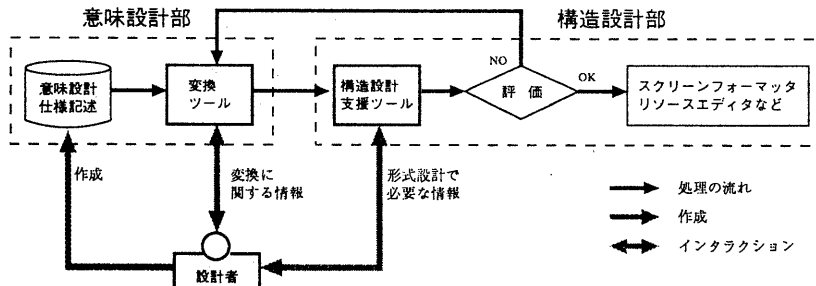 意味設計部
構造設計部
意味設計
仕様記述
変換
ツール
構造設計
支援ツール
NO
評 価
OK
スクリーンフォーマッタ
リソースエディタなど
作成
変換に
関する情報
形式設計で
必要な情報
設計者
処理の流れ
作成
インタラクション